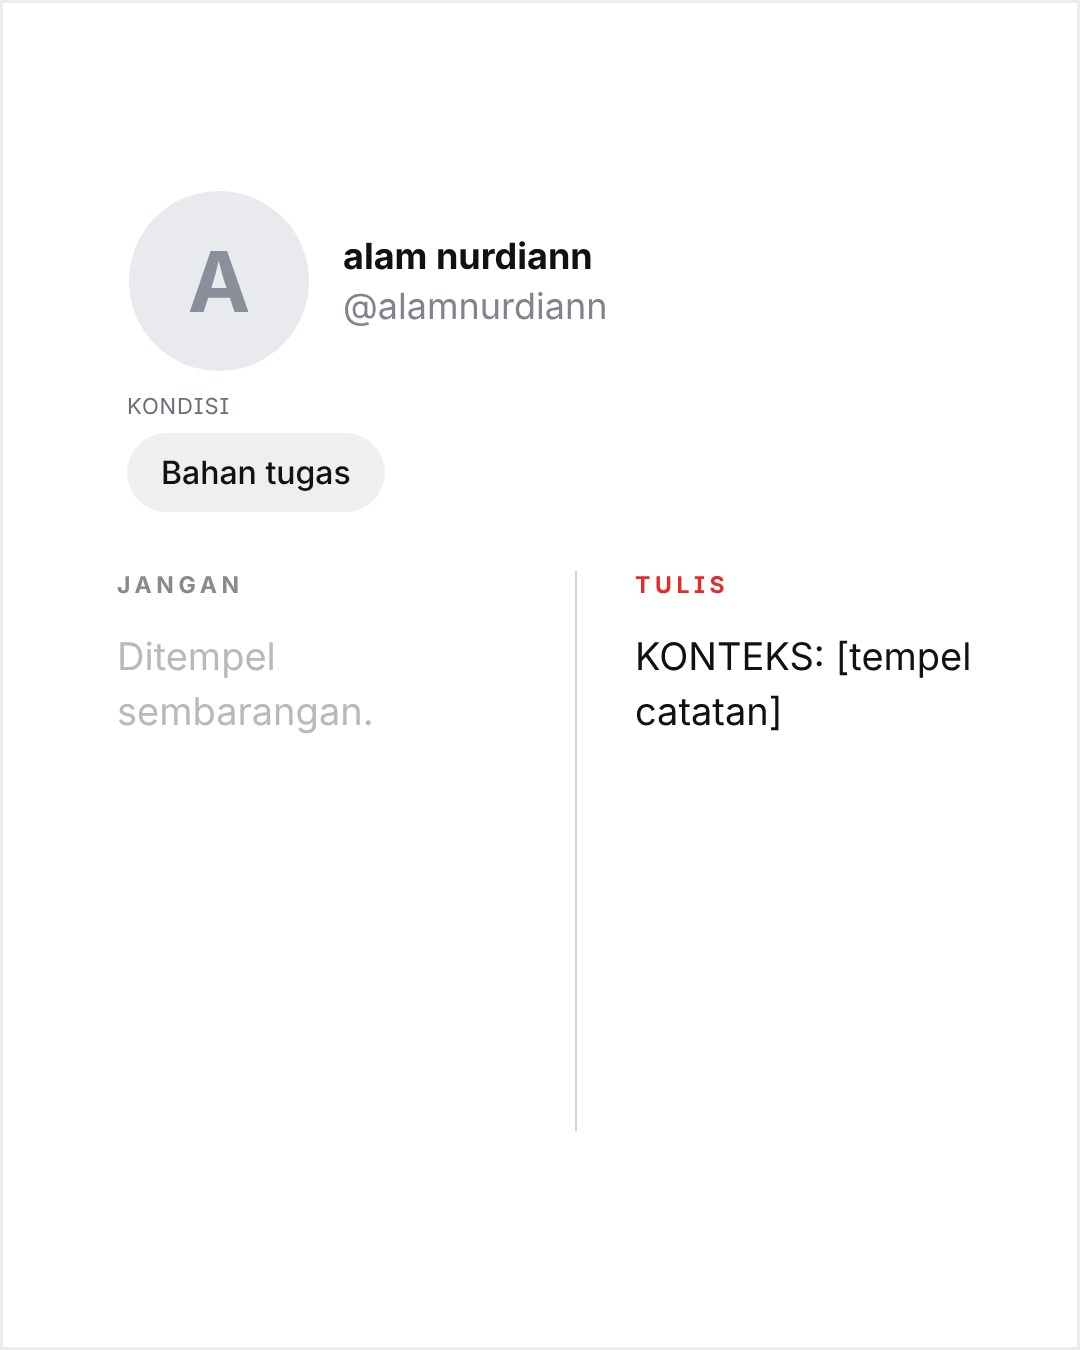 A
alam nurdiann
@alamnurdiann
KONDISI
Bahan tugas
JANGAN
Ditempel
sembarangan.
TULIS
KONTEKS: [tempel
catatan]